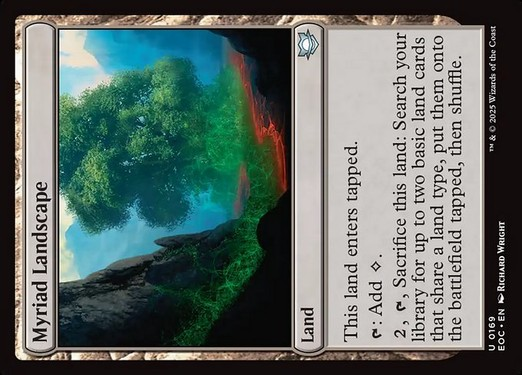 Myriad Landscape
Land
This land enters tapped.
T: Add C.
2, T, Sacrifice this land: Search your
library for up to two basic land cards
that share a land type, put them onto
the battlefield tapped, then shuffle.
U 0169
EOC • EN Richard Wright
™ & © 2025 Wizards of the Coast